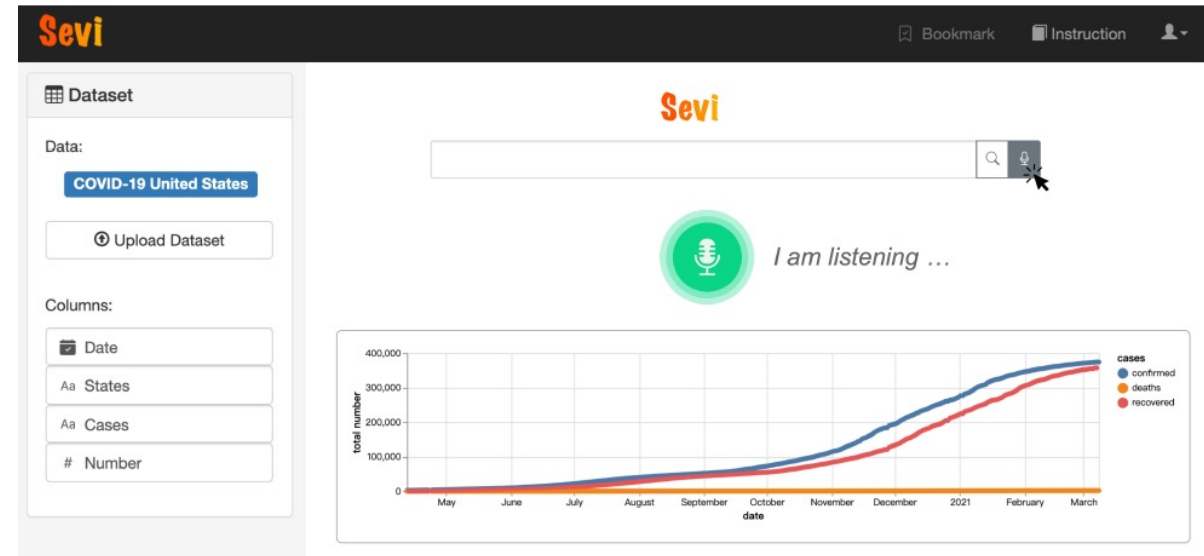 Sevi
Bookmark
Instruction
Dataset
Data:
COVID-19 United States
Upload Dataset
Columns:
Date
Aa States
Aa Cases
# Number
Sevi
I am listening ...
400,000
300,000
200,000
100,000
0
total number
May June July August September October November December 2021 February March
date
cases
confirmed
deaths
recovered